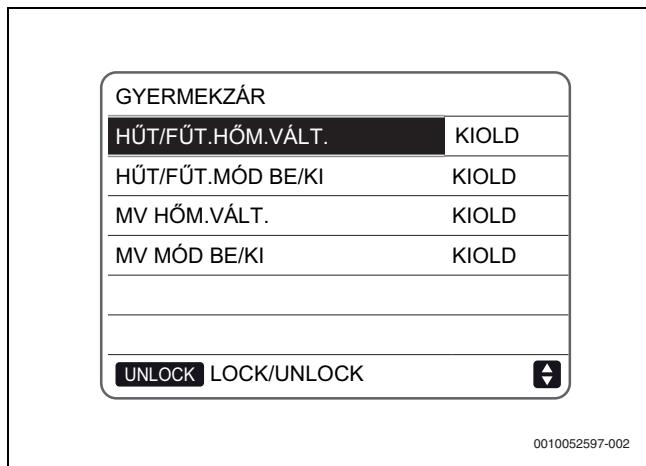 GYERMEKZÁR
HŰT/FŰT.HŐM.VÁLT. KIOLD
HŰT/FŰT.MÓD BE/KI KIOLD
MV HŐM.VÁLT. KIOLD
MV MÓD BE/KI KIOLD
UNLOCK LOCK/UNLOCK
0010052597-002